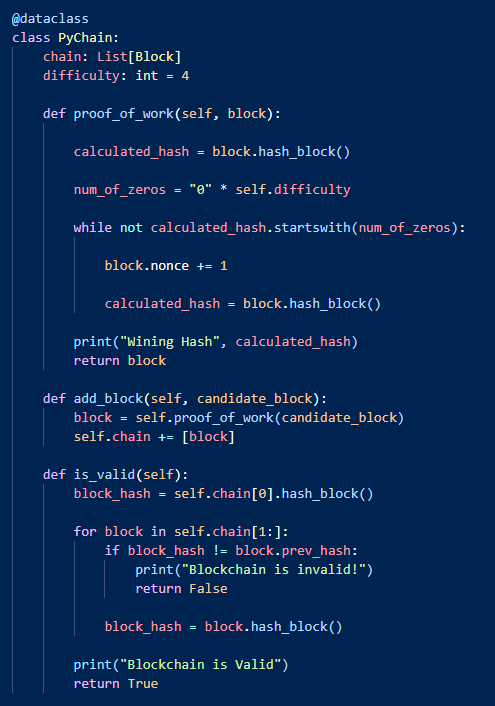 @dataclass
class PyChain:
    chain: List[Block]
    difficulty: int = 4
    def proof_of_work(self, block):
        calculated_hash = block.hash_block()
        num_of_zeros = "0" * self.difficulty
        while not calculated_hash.startswith(num_of_zeros):
            block.nonce += 1
            calculated_hash = block.hash_block()
        print("Wining Hash", calculated_hash)
        return block
    def add_block(self, candidate_block):
        block = self.proof_of_work(candidate_block)
        self.chain += [block]
    def is_valid(self):
        block_hash = self.chain[0].hash_block()
        for block in self.chain[1:]:
            if block_hash != block.prev_hash:
                print("Blockchain is invalid!")
                return False
            block_hash = block.hash_block()
        print("Blockchain is Valid")
        return True